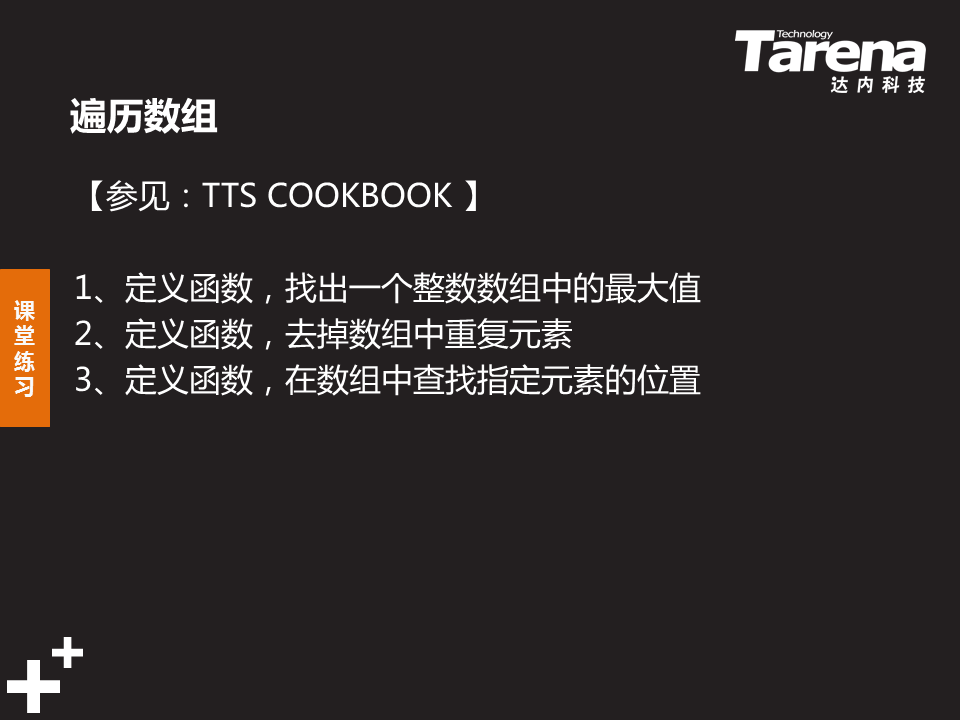 Technology
Tarena
达内科技
遍历数组
【参见：TTS COOKBOOK 】
1、定义函数，找出一个整数数组中的最大值
2、定义函数，去掉数组中重复元素
3、定义函数，在数组中查找指定元素的位置
课堂练习